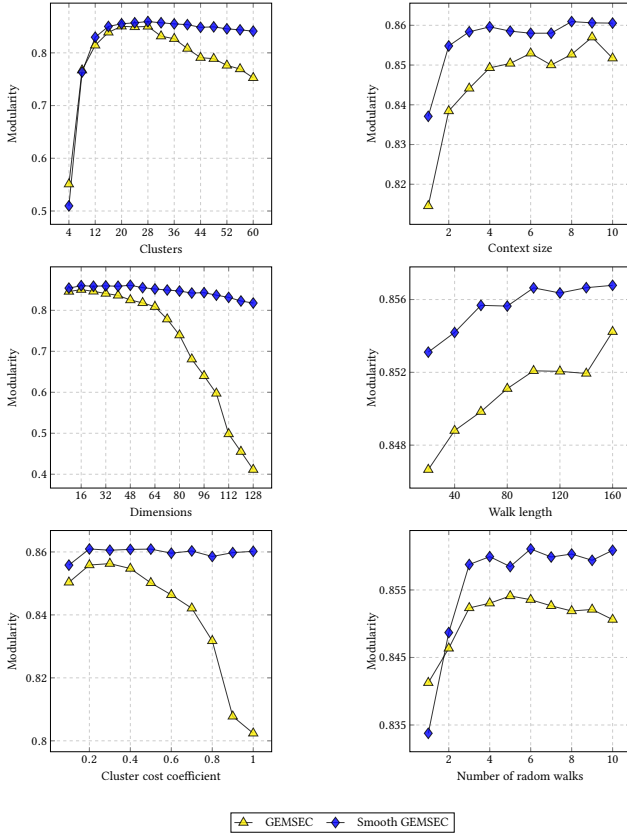 0.8
0.7
0.6
0.5
Modularity
4 12 20 28 36 44 52 60
Clusters
0.86
0.85
0.84
0.83
0.82
Modularity
2 4 6 8 10
Context size
0.8
0.7
0.6
0.5
0.4
Modularity
16 32 48 64 80 96 112 128
Dimensions
0.856
0.852
0.848
Modularity
40 80 120 160
Walk length
0.86
0.84
0.82
0.8
Modularity
0.2 0.4 0.6 0.8 1
Cluster cost coefficient
0.855
0.845
0.835
Modularity
2 4 6 8 10
Number of radom walks
GEMSEC Smooth GEMSEC